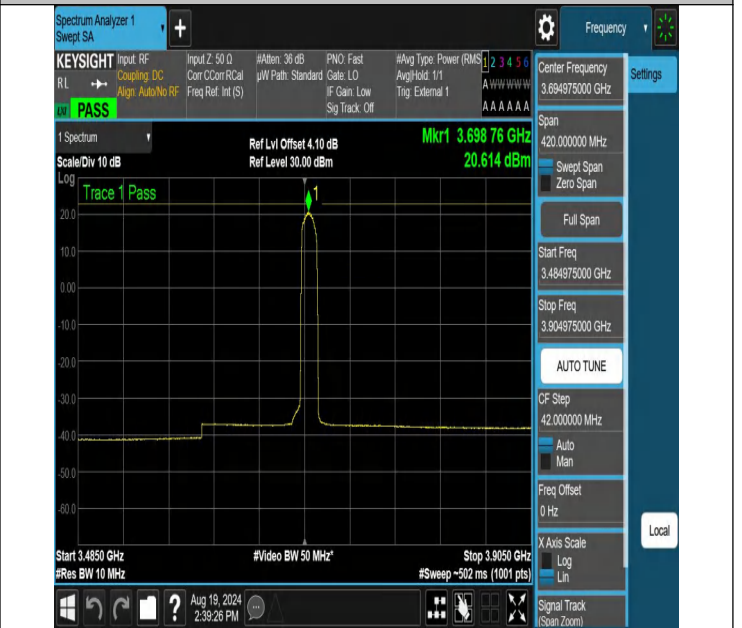 Spectrum Analyzer 1
Swept SA
+
Frequency
KEYSIGHT
RL
PASS
Input: RF
Coupling: DC
Align: Auto/No RF
Input Z: 50 Ω
Corr CCorr RCal
Freq Ref: Int (S)
#Atten: 36 dB
µW Path: Standard
PNO: Fast
Gate: LO
IF Gain: Low
Sig Track: Off
#Avg Type: Power (RMS
Avg|Hold: 1/1
Trig: External 1
1 2 3 4 5 6
A W W W W W
A A A A A A
1 Spectrum
Scale/Div 10 dB
Log
Ref Lvl Offset 4.10 dB
Ref Level 30.00 dBm
Mkr1 3.698 76 GHz
20.614 dBm
Trace 1 Pass
1
20.0
10.0
0.00
-10.0
-20.0
-30.0
-40.0
-50.0
-60.0
Start 3.4850 GHz
#Res BW 10 MHz
#Video BW 50 MHz*
Stop 3.9050 GHz
#Sweep ~502 ms (1001 pts)
Center Frequency
3.694975000 GHz
Settings
Span
420.000000 MHz
Swept Span
Zero Span
Full Span
Start Freq
3.484975000 GHz
Stop Freq
3.904975000 GHz
AUTO TUNE
CF Step
42.000000 MHz
Auto
Man
Freq Offset
0 Hz
X Axis Scale
Log
Lin
Local
Signal Track
(Span Zoom)
?
Aug 19, 2024
2:39:26 PM